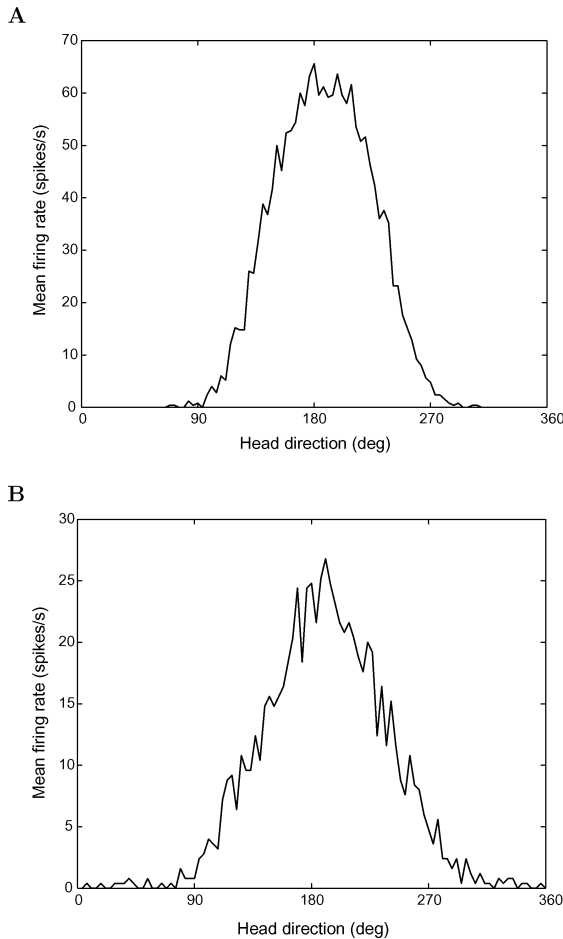 A
70
60
50
40
30
20
10
0
Mean firing rate (spikes/s)
0 90 180 270 360
Head direction (deg)
B
30
25
20
15
10
5
0
Mean firing rate (spikes/s)
0 90 180 270 360
Head direction (deg)